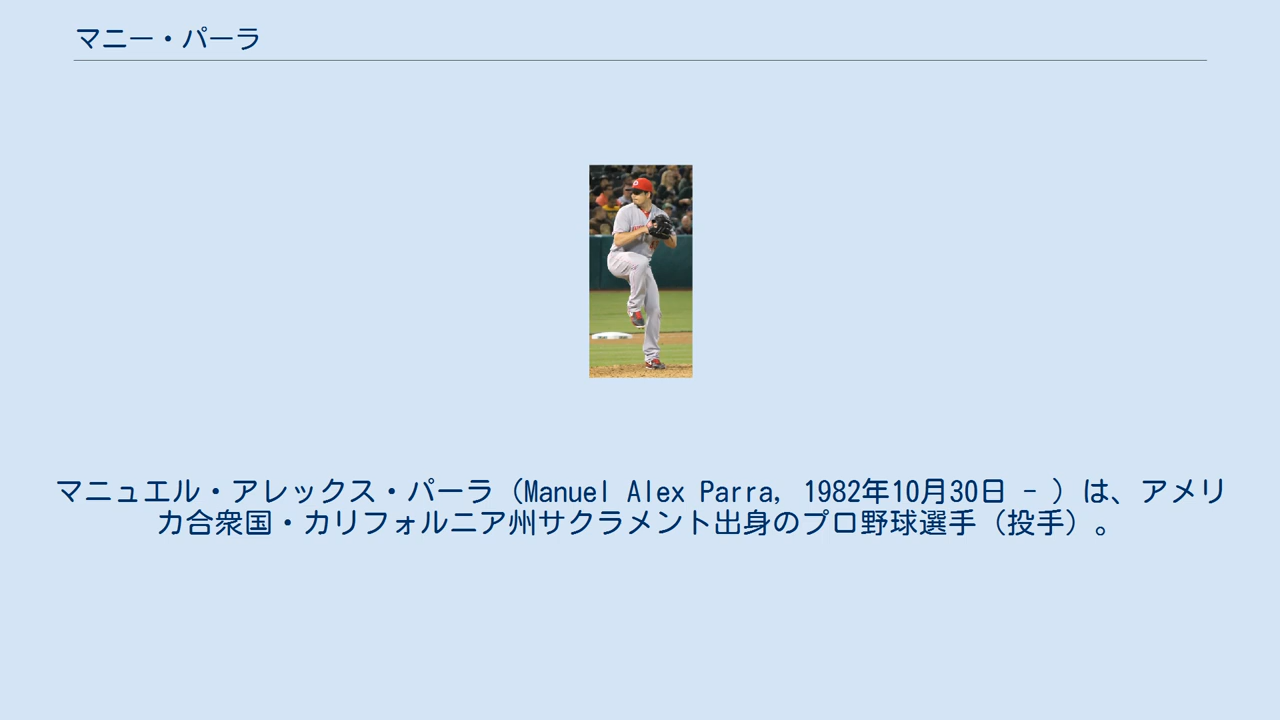 マニー・パーラ
マニュエル・アレックス・パーラ（Manuel Alex Parra, 1982年10月30日 - ）は、アメリ
カ合衆国・カリフォルニア州サクラメント出身のプロ野球選手（投手）。